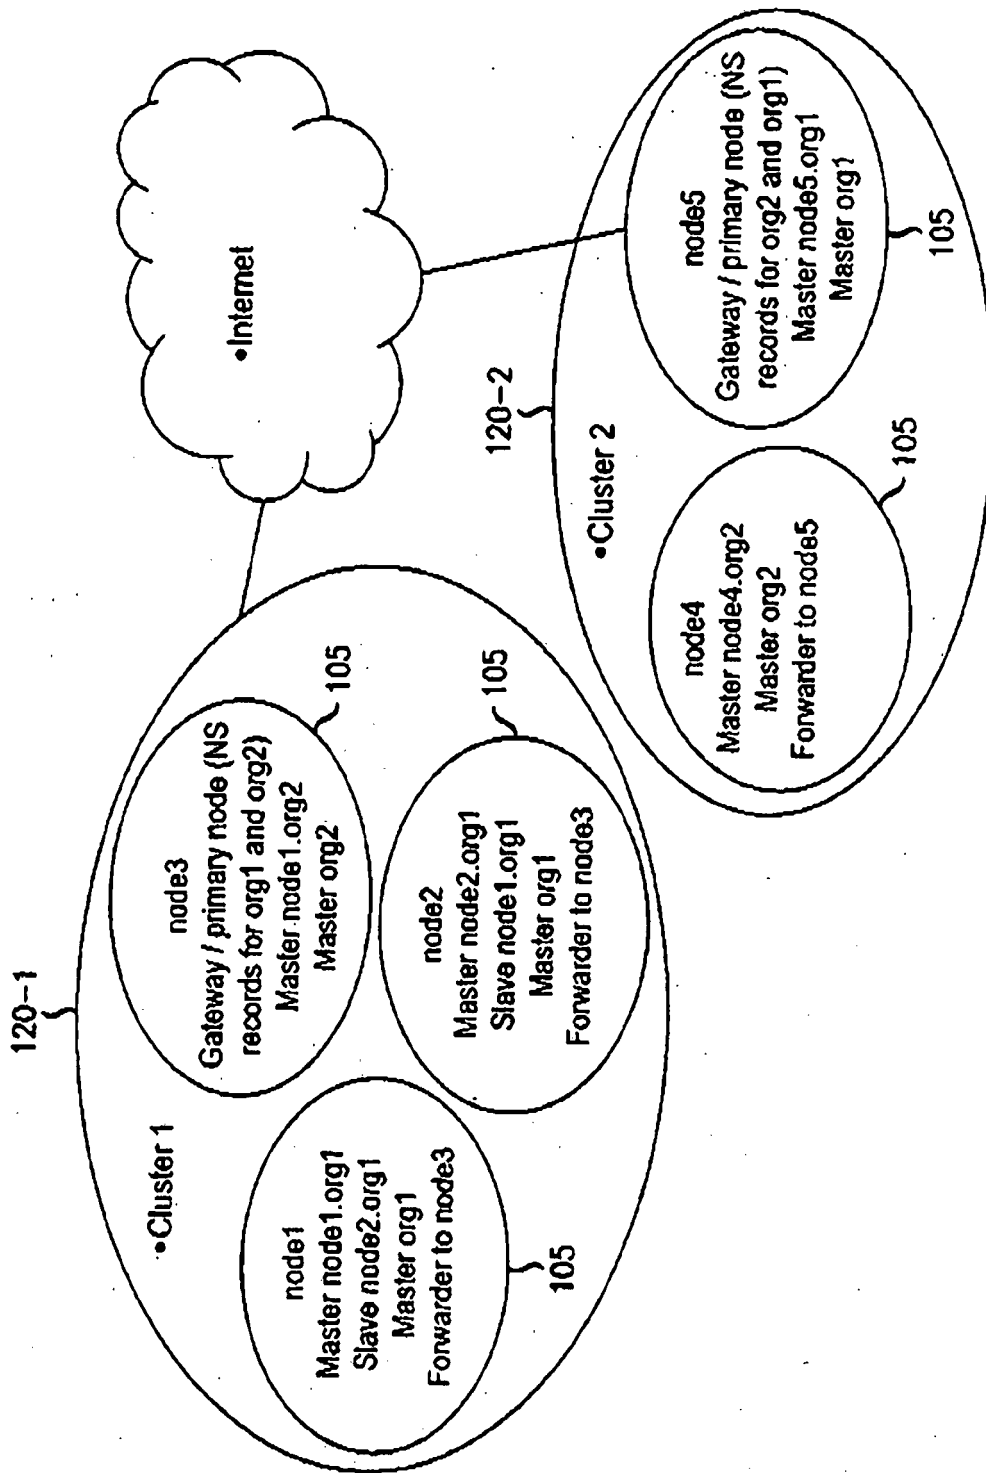 120-1
•Cluster 1
node3
Gateway / primary node (NS
records for org1 and org2)
Master node1.org2
Master org2
105
node1
Master node1.org1
Slave node2.org1
Master org1
Forwarder to node3
105
node2
Master node2.org1
Slave node1.org1
Master org1
Forwarder to node3
105
•Internet
120-2
•Cluster 2
node4
Master node4.org2
Master org2
Forwarder to node5
105
node5
Gateway / primary node (NS
records for org2 and org1)
Master node5.org1
Master org1
105